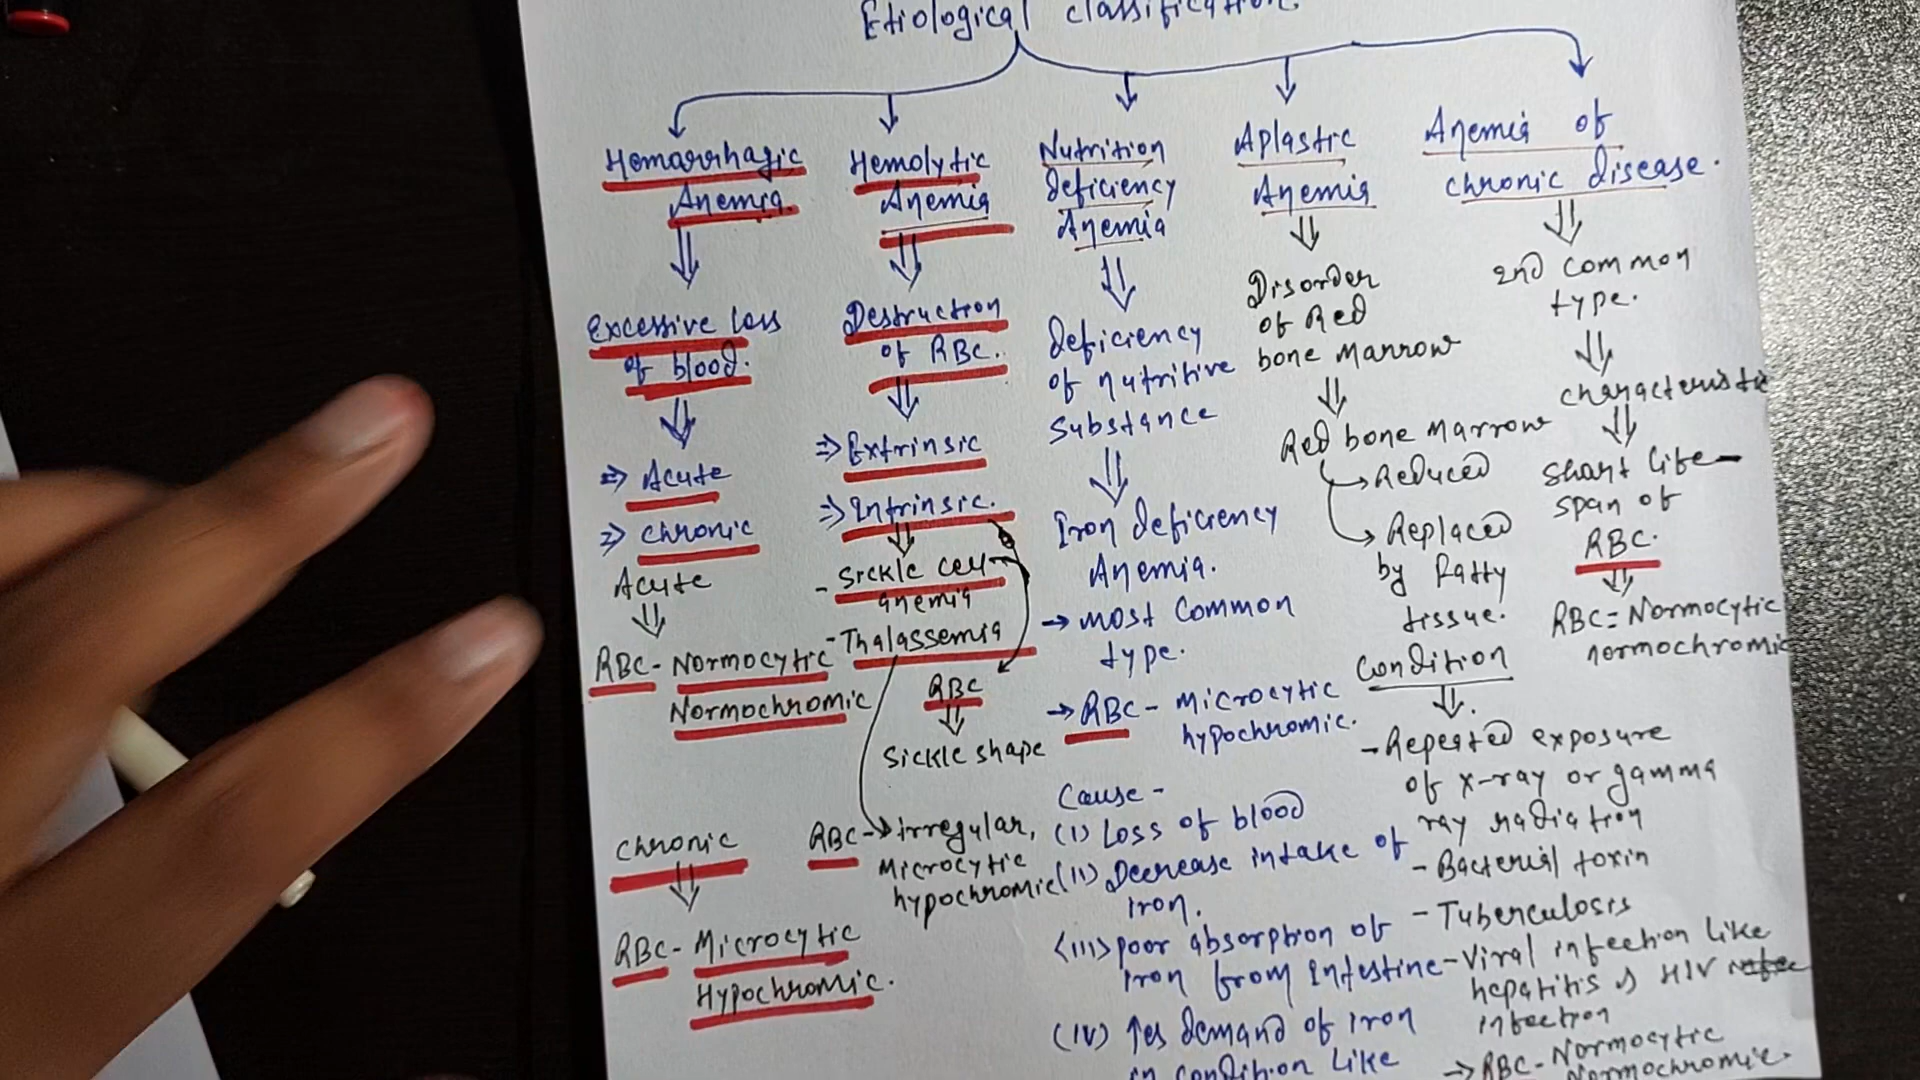 Etiological classification.
Hemorrhagic
Anemia.
Excessive loss
of blood.
⇒ Acute
⇒ chronic
Acute
RBC- Normocytic
Normochromic
chronic
RBC- Microcytic
Hypochromic.
Hemolytic
Anemia
Destruction
of RBC.
⇒ Extrinsic
⇒ Intrinsic.
- Sickle cell
anemia
- Thalassemia
RBC
Sickle shape
RBC → irregular,
Microcytic
hypochromic
Nutrition
deficiency
Anemia
deficiency
of nutritive
Substance
Iron deficiency
Anemia.
→ most Common
type.
→ RBC - Microcytic
hypochromic.
Cause -
(I) Loss of blood
(II) Decrease intake of
iron.
(III) poor absorption of
iron from Intestine
(IV) ↑es demand of iron
in condition like
Aplastic
Anemia
Disorder
of Red
bone Marrow
Red bone Marrow
→ Reduced
→ Replaced
by Fatty
tissue.
Condition
- Repeated exposure
of x-ray or gamma
ray radiation
- Bacterial toxin
- Tuberculosis
- Viral infection like
hepatitis & HIV
infection
→ RBC - Normocytic
Normochromic.
Anemia of
chronic disease.
2nd common
type.
characteristic
short life-
span of
RBC.
RBC = Normocytic
normochromic